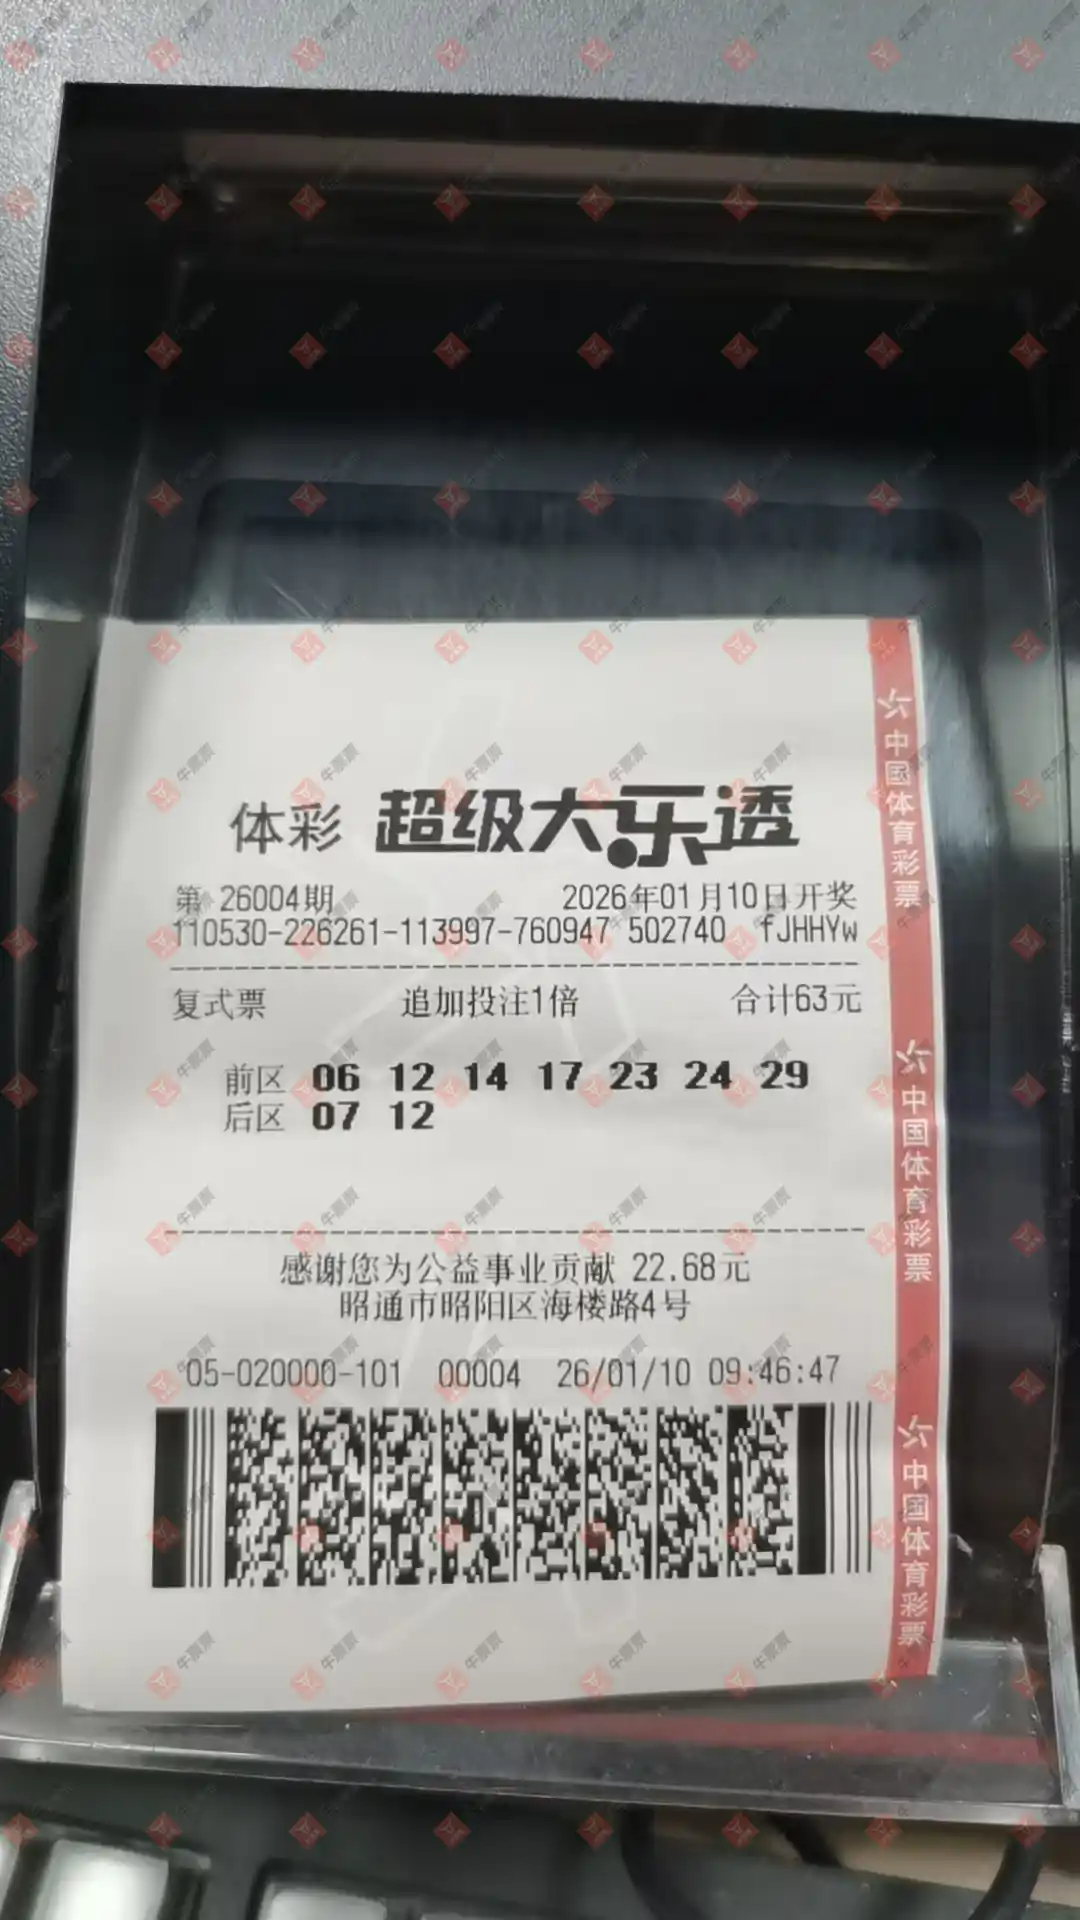 体彩 超级大乐透
第 26004期 2026年01月10日开奖
110530-226261-113997-760947 502740 fJHHYw
复式票 追加投注1倍 合计63元
前区 06 12 14 17 23 24 29
后区 07 12
感谢您为公益事业贡献 22.68元
昭通市昭阳区海楼路4号
05-020000-101 00004 26/01/10 09:46:47
中国体育彩票
中国体育彩票
中国体育彩票
牛票票